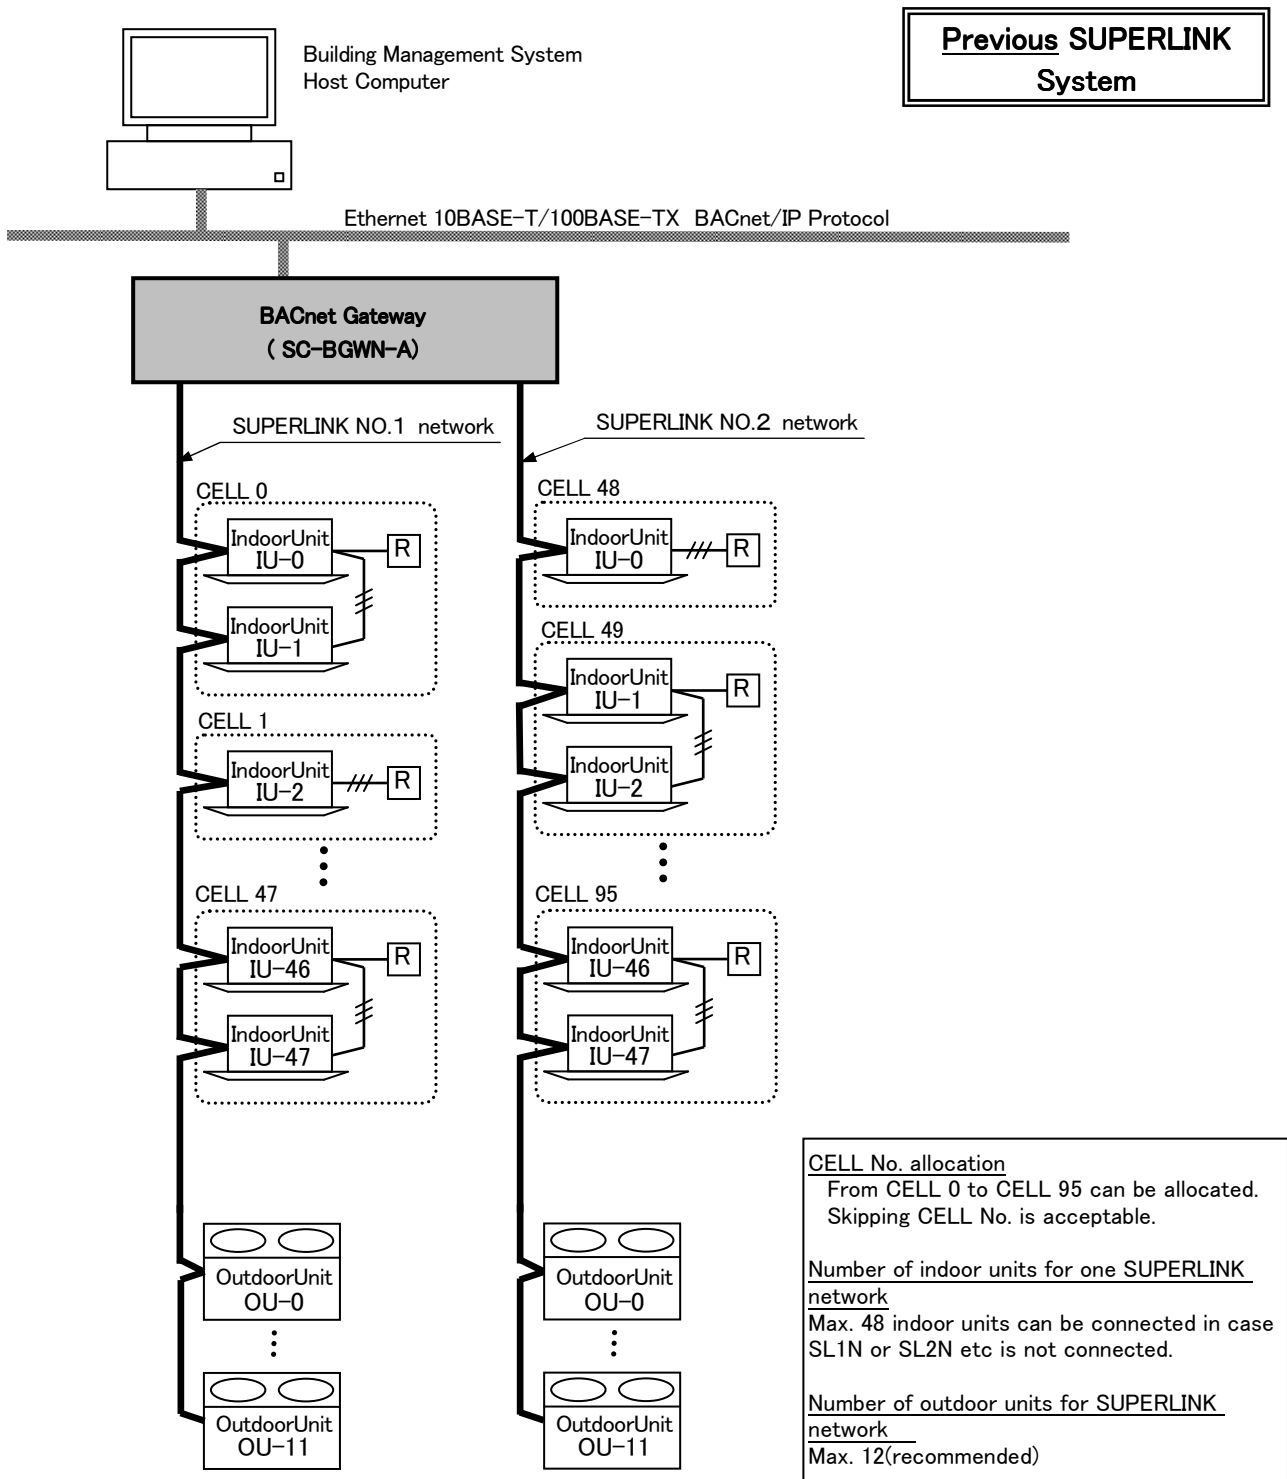 Building Management System
Host Computer
Previous SUPERLINK
System
Ethernet 10BASE-T/100BASE-TX  BACnet/IP Protocol
BACnet Gateway
( SC-BGWN-A)
SUPERLINK NO.1  network
CELL 0
IndoorUnit
IU-0
R
IndoorUnit
IU-1
CELL 1
IndoorUnit
IU-2
R
CELL 47
IndoorUnit
IU-46
R
IndoorUnit
IU-47
OutdoorUnit
OU-0
OutdoorUnit
OU-11
SUPERLINK NO.2  network
CELL 48
IndoorUnit
IU-0
R
CELL 49
IndoorUnit
IU-1
R
IndoorUnit
IU-2
CELL 95
IndoorUnit
IU-46
R
IndoorUnit
IU-47
OutdoorUnit
OU-0
OutdoorUnit
OU-11
CELL No. allocation
From CELL 0 to CELL 95 can be allocated.
Skipping CELL No. is acceptable.
Number of indoor units for one SUPERLINK
network
Max. 48 indoor units can be connected in case
SL1N or SL2N etc is not connected.
Number of outdoor units for SUPERLINK
network
Max. 12(recommended)